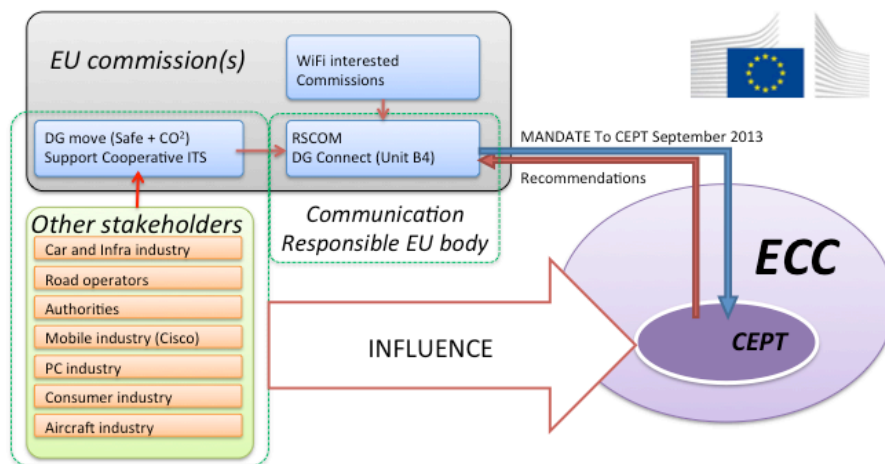 EU commission(s)
WiFi interested
Commissions
DG move (Safe + CO²)
Support Cooperative ITS
RSCOM
DG Connect (Unit B4)
MANDATE To CEPT September 2013
Recommendations
Communication
Responsible EU body
Other stakeholders
Car and Infra industry
Road operators
Authorities
Mobile industry (Cisco)
PC industry
Consumer industry
Aircraft industry
INFLUENCE
ECC
CEPT